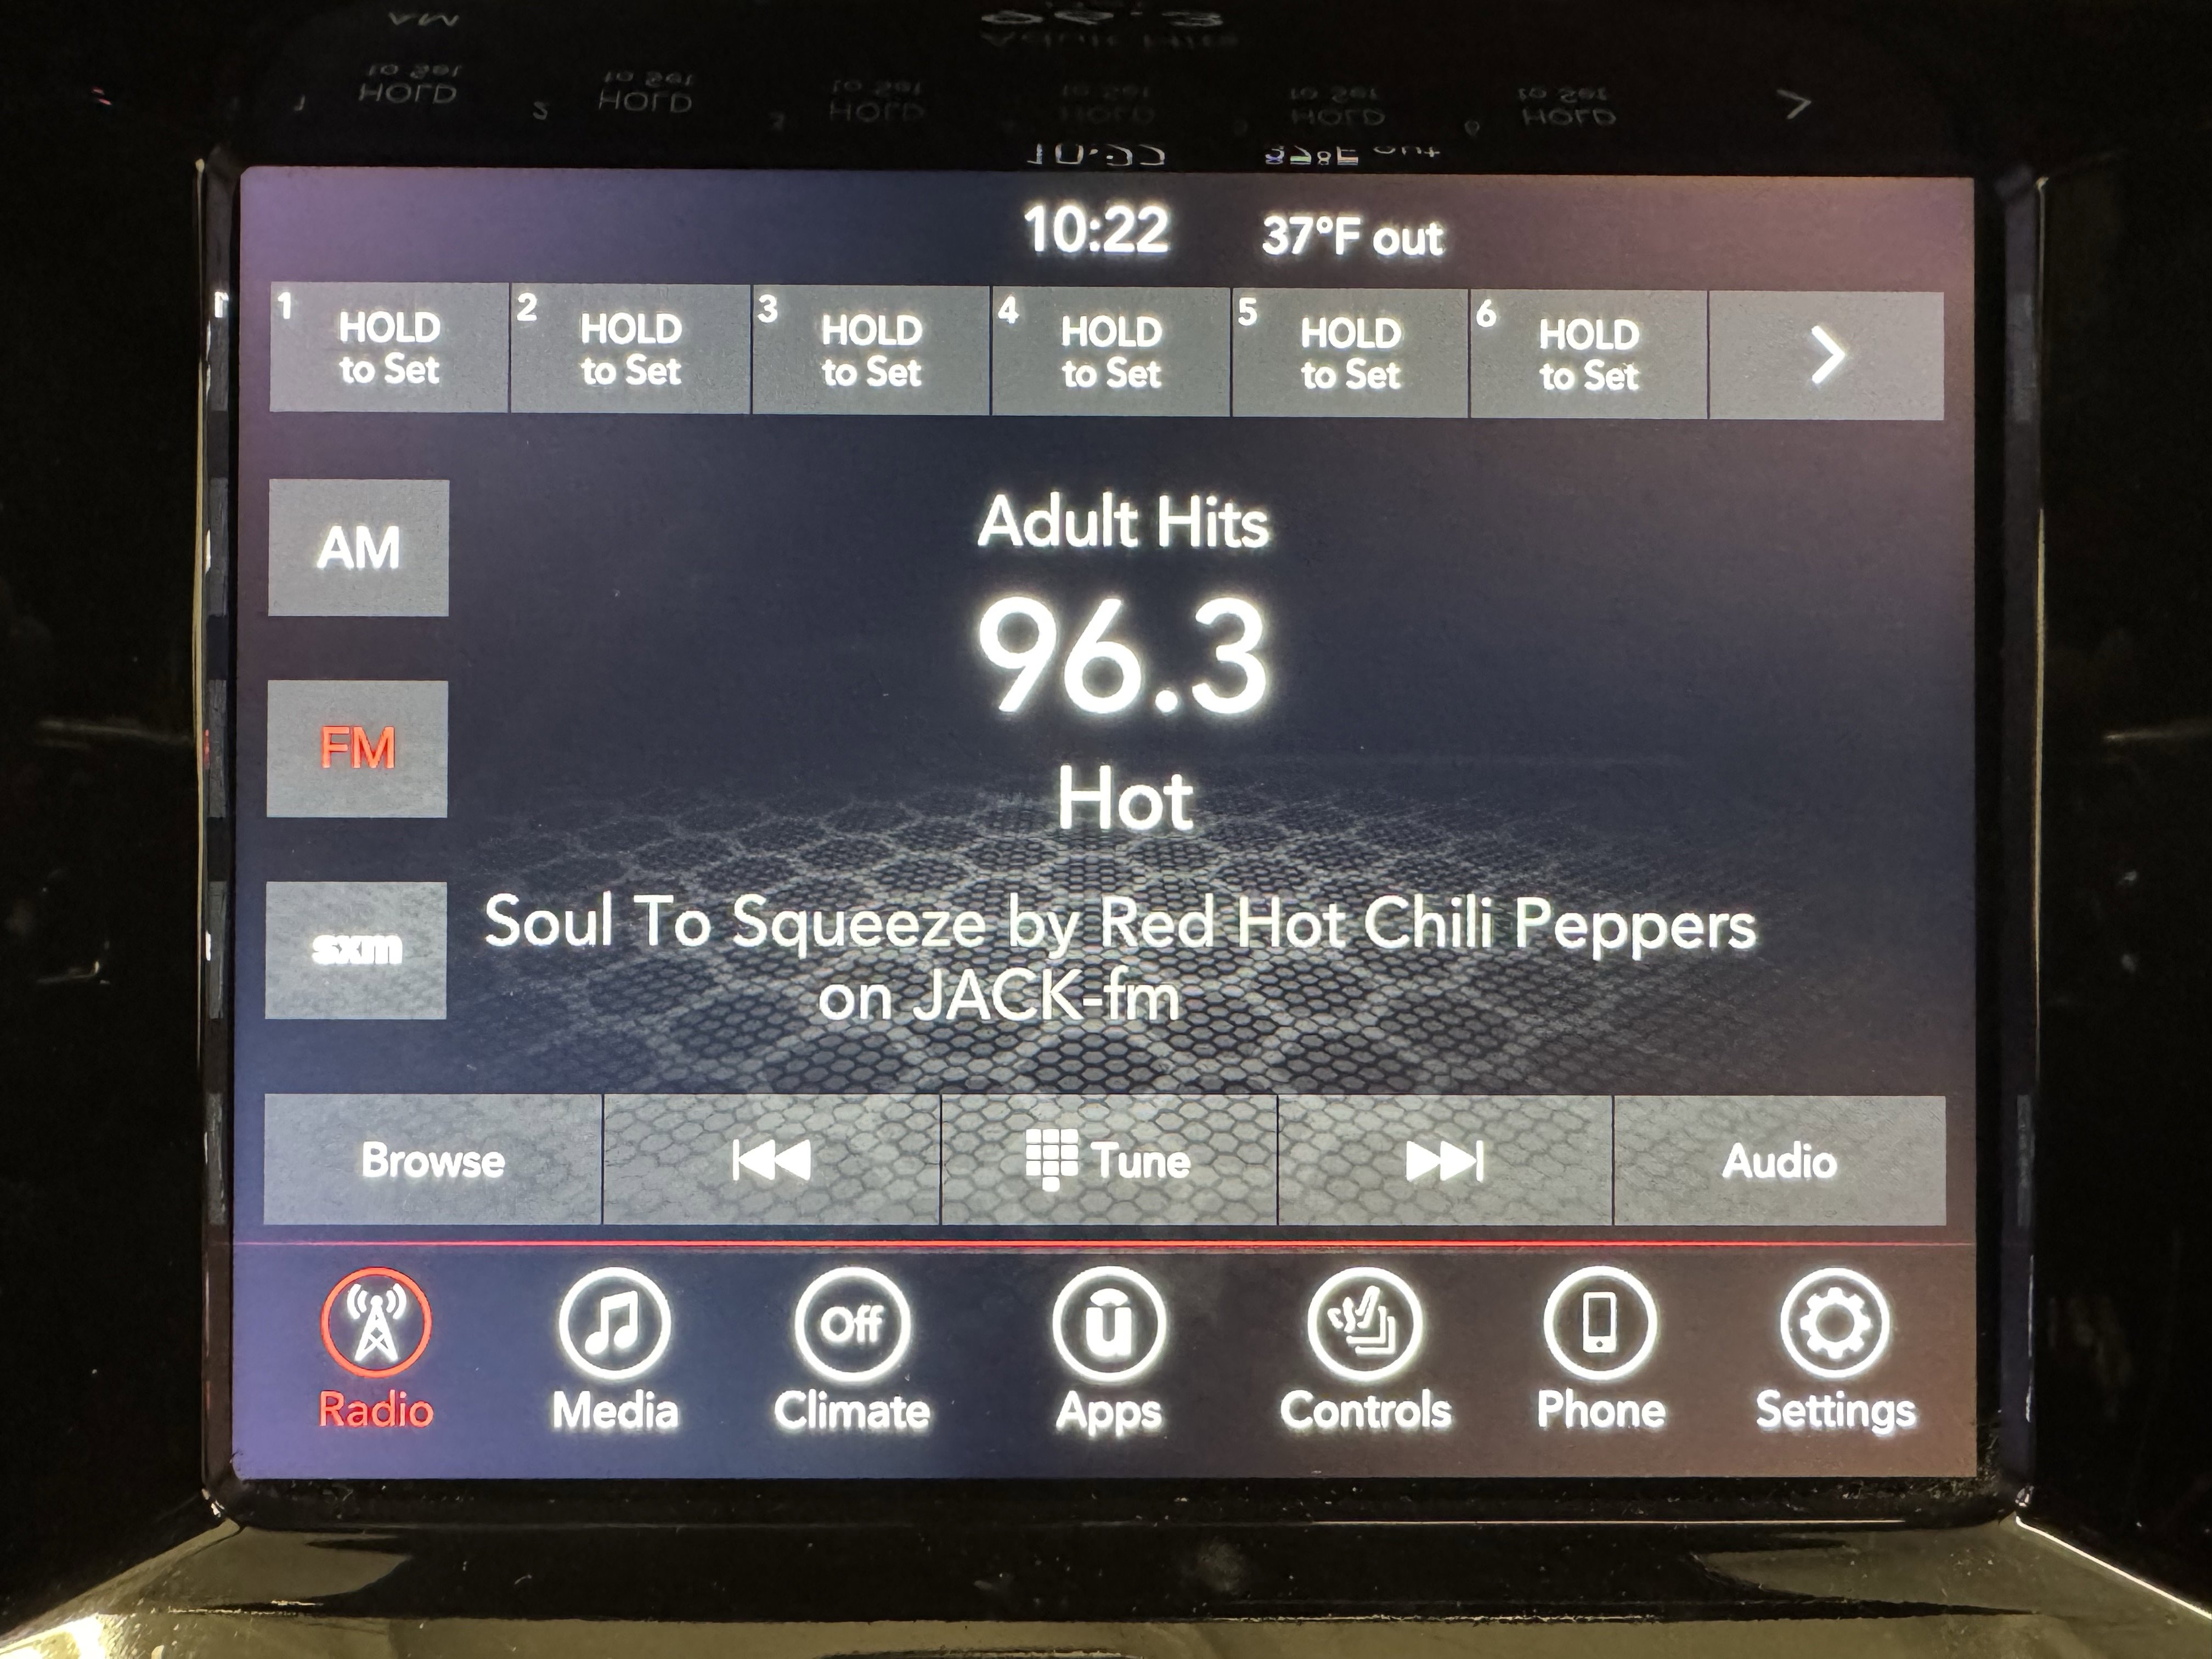 10:22 37°F out
1 HOLD to Set
2 HOLD to Set
3 HOLD to Set
4 HOLD to Set
5 HOLD to Set
6 HOLD to Set
AM
FM
sxm
Adult Hits
96.3
Hot
Soul To Squeeze by Red Hot Chili Peppers
on JACK-fm
Browse Tune Audio
Off u
Radio Media Climate Apps Controls Phone Settings